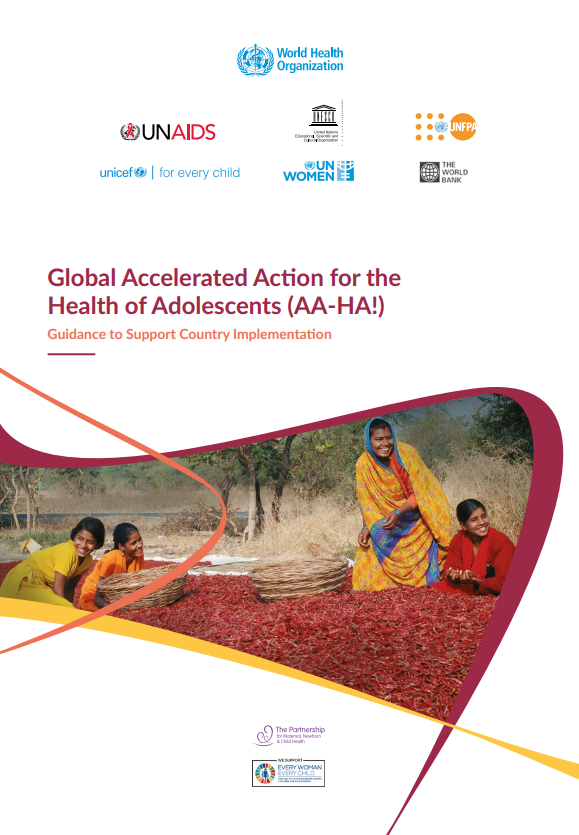 World Health
Organization
UNAIDS
UNESCO
United Nations
Educational, Scientific and
Cultural Organization
UNFPA
unicef | for every child
UN
WOMEN
THE
WORLD
BANK
Global Accelerated Action for the
Health of Adolescents (AA-HA!)
Guidance to Support Country Implementation
The Partnership
for Maternal, Newborn
& Child Health
WE SUPPORT
EVERY WOMAN
EVERY CHILD